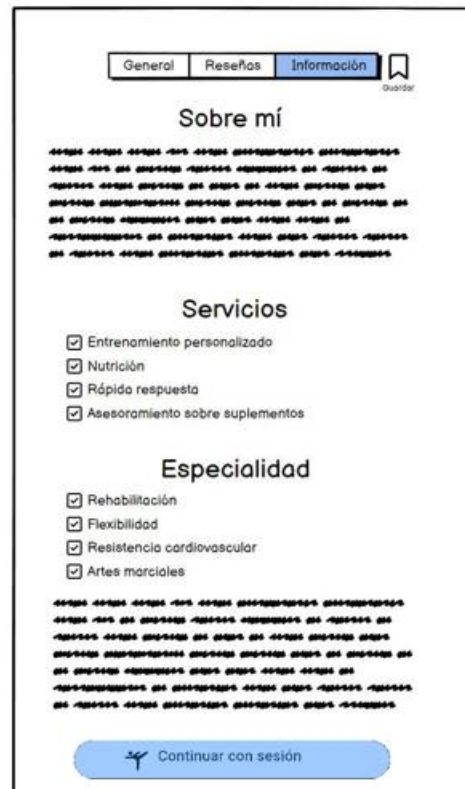 General Reseñas Información
Guardar
Sobre mí
Servicios
Entrenamiento personalizado
Nutrición
Rápida respuesta
Asesoramiento sobre suplementos
Especialidad
Rehabilitación
Flexibilidad
Resistencia cardiovascular
Artes marciales
Continuar con sesión